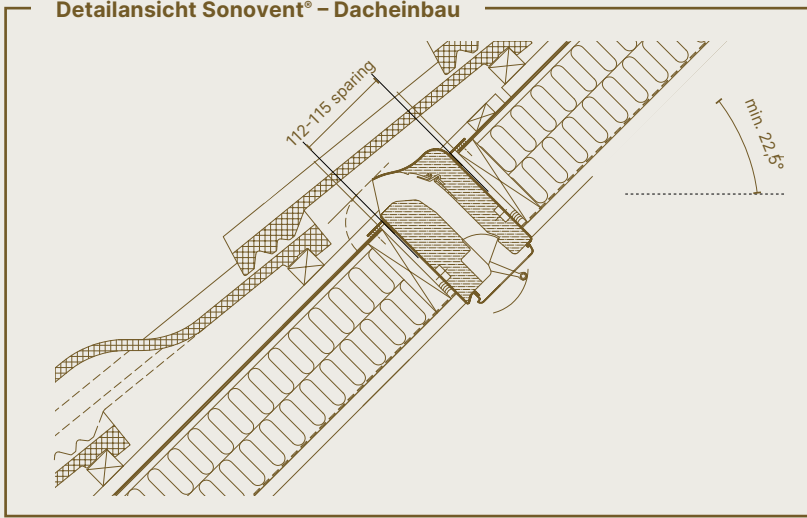 Detailansicht Sonovent® – Dacheinbau
112-115 sparing
min. 22,5°